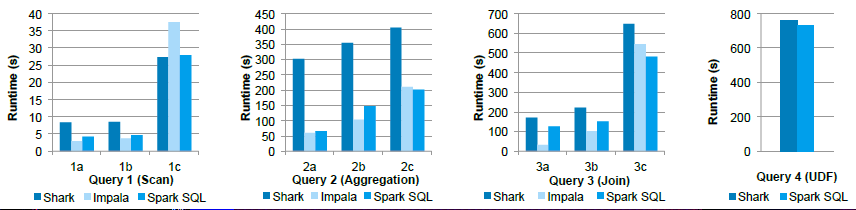 Runtime (s)
40
35
30
25
20
15
10
5
0
1a 1b 1c
Query 1 (Scan)
Shark Impala Spark SQL
Runtime (s)
450
400
350
300
250
200
150
100
50
0
2a 2b 2c
Query 2 (Aggregation)
Shark Impala Spark SQL
Runtime (s)
700
600
500
400
300
200
100
0
3a 3b 3c
Query 3 (Join)
Shark Impala Spark SQL
Runtime (s)
800
600
400
200
0
Query 4 (UDF)
Shark Spark SQL